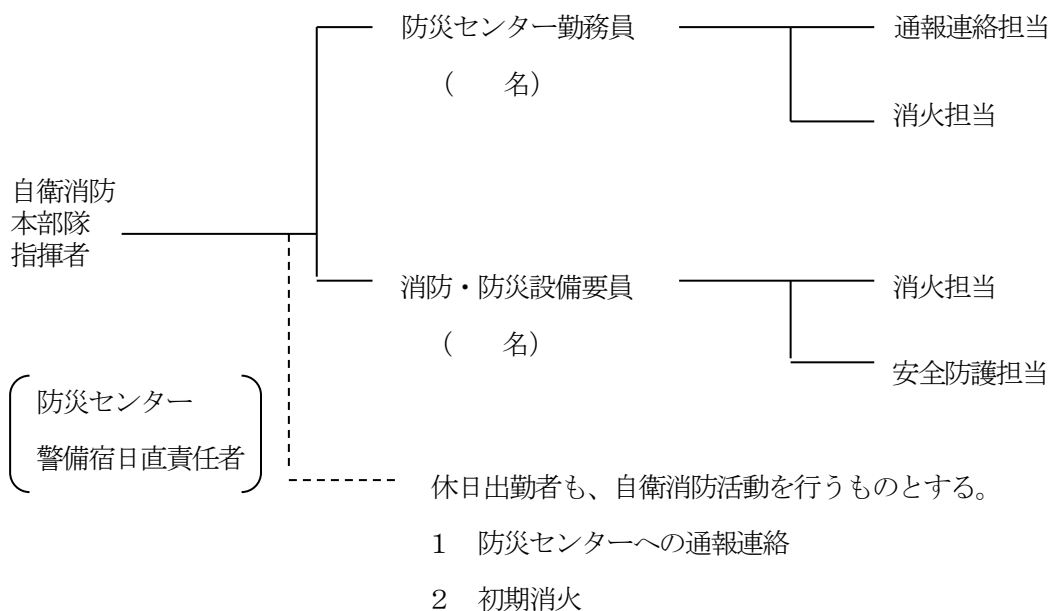 防災センター勤務員
(　　名)
通報連絡担当
消火担当
自衛消防
本部隊
指揮者
消防・防災設備要員
(　　名)
消火担当
安全防護担当
防災センター
警備宿日直責任者
休日出勤者も、自衛消防活動を行うものとする。
１　防災センターへの通報連絡
２　初期消火